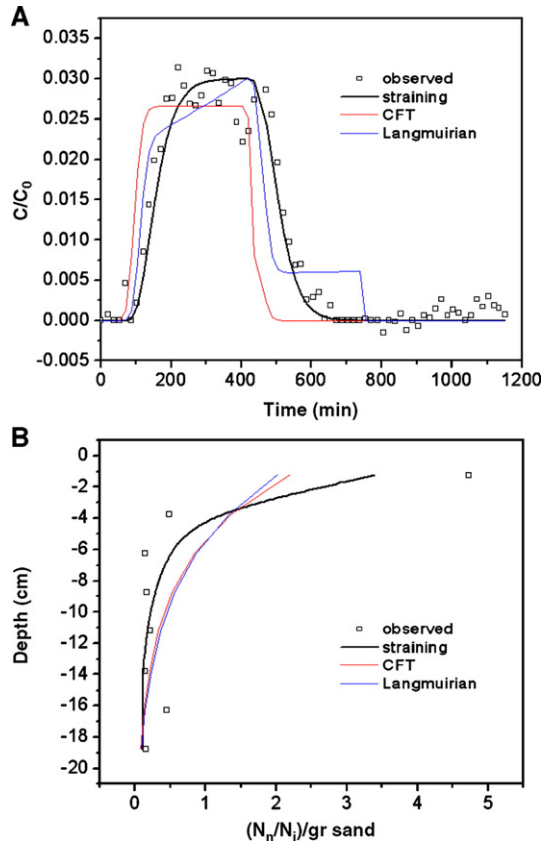 A
0.035
0.030
0.025
0.020
0.015
0.010
0.005
0.000
-0.005
C/C0
observed
straining
CFT
Langmuirian
0 200 400 600 800 1000 1200
Time (min)
B
0
-2
-4
-6
-8
-10
-12
-14
-16
-18
-20
Depth (cm)
observed
straining
CFT
Langmuirian
0 1 2 3 4 5
(Nn/Ni)/gr sand